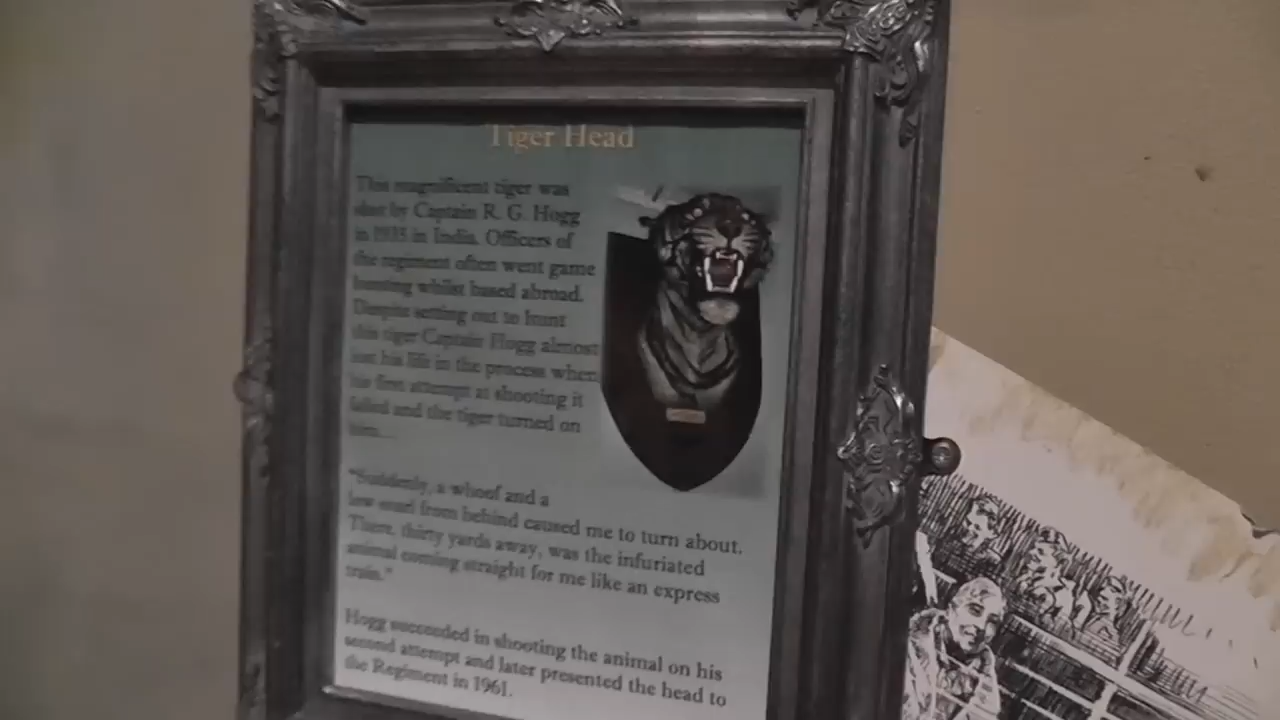 Tiger Head
This magnificent tiger was
shot by Captain R. G. Hogg
in in India. Officers of
the regiment often went game
hunting whilst based abroad.
Despite setting out to hunt
this tiger Captain Hogg almost
lost his life in the process when
his first attempt at shooting it
failed and the tiger turned on
him...
"Suddenly, a whoof and a
low snarl from behind caused me to turn about.
There, thirty yards away, was the infuriated
animal coming straight for me like an express
train."
Hogg succeeded in shooting the animal on his
second attempt and later presented the head to
the Regiment in 1961.